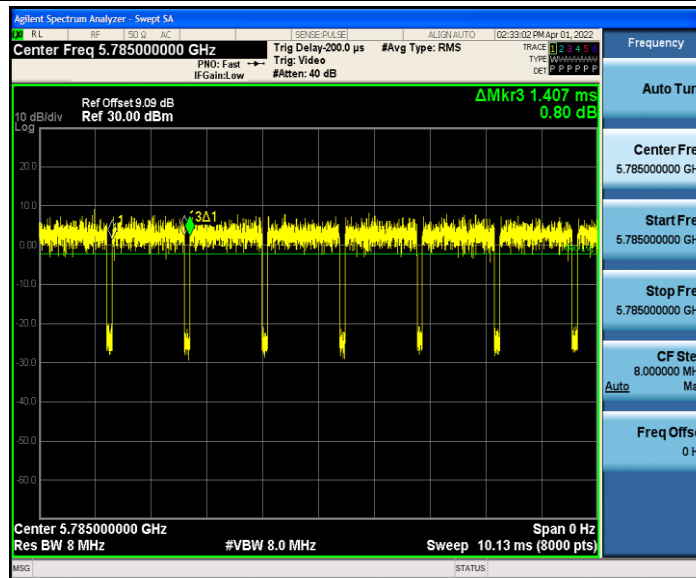 Agilent Spectrum Analyzer - Swept SA
RL RF 50 Ω AC SENSE:PULSE ALIGN AUTO 02:33:02 PM Apr 01, 2022
Center Freq 5.785000000 GHz
PNO: Fast
IFGain:Low
Trig Delay-200.0 µs
Trig: Video
#Atten: 40 dB
#Avg Type: RMS
TRACE 1 2 3 4 5 6
TYPE W
DET P P P P P P
Frequency
ΔMkr3 1.407 ms
0.80 dB
Ref Offset 9.09 dB
10 dB/div Ref 30.00 dBm
Log
20.0
10.0
0.00
-10.0
-20.0
-30.0
-40.0
-50.0
-60.0
1
3Δ1
Center 5.785000000 GHz Span 0 Hz
Res BW 8 MHz #VBW 8.0 MHz Sweep 10.13 ms (8000 pts)
Auto Tun
Center Fre
5.785000000 GH
Start Fre
5.785000000 GH
Stop Fre
5.785000000 GH
CF Ste
8.000000 MH
Auto Ma
Freq Offs
0 H
MSG STATUS